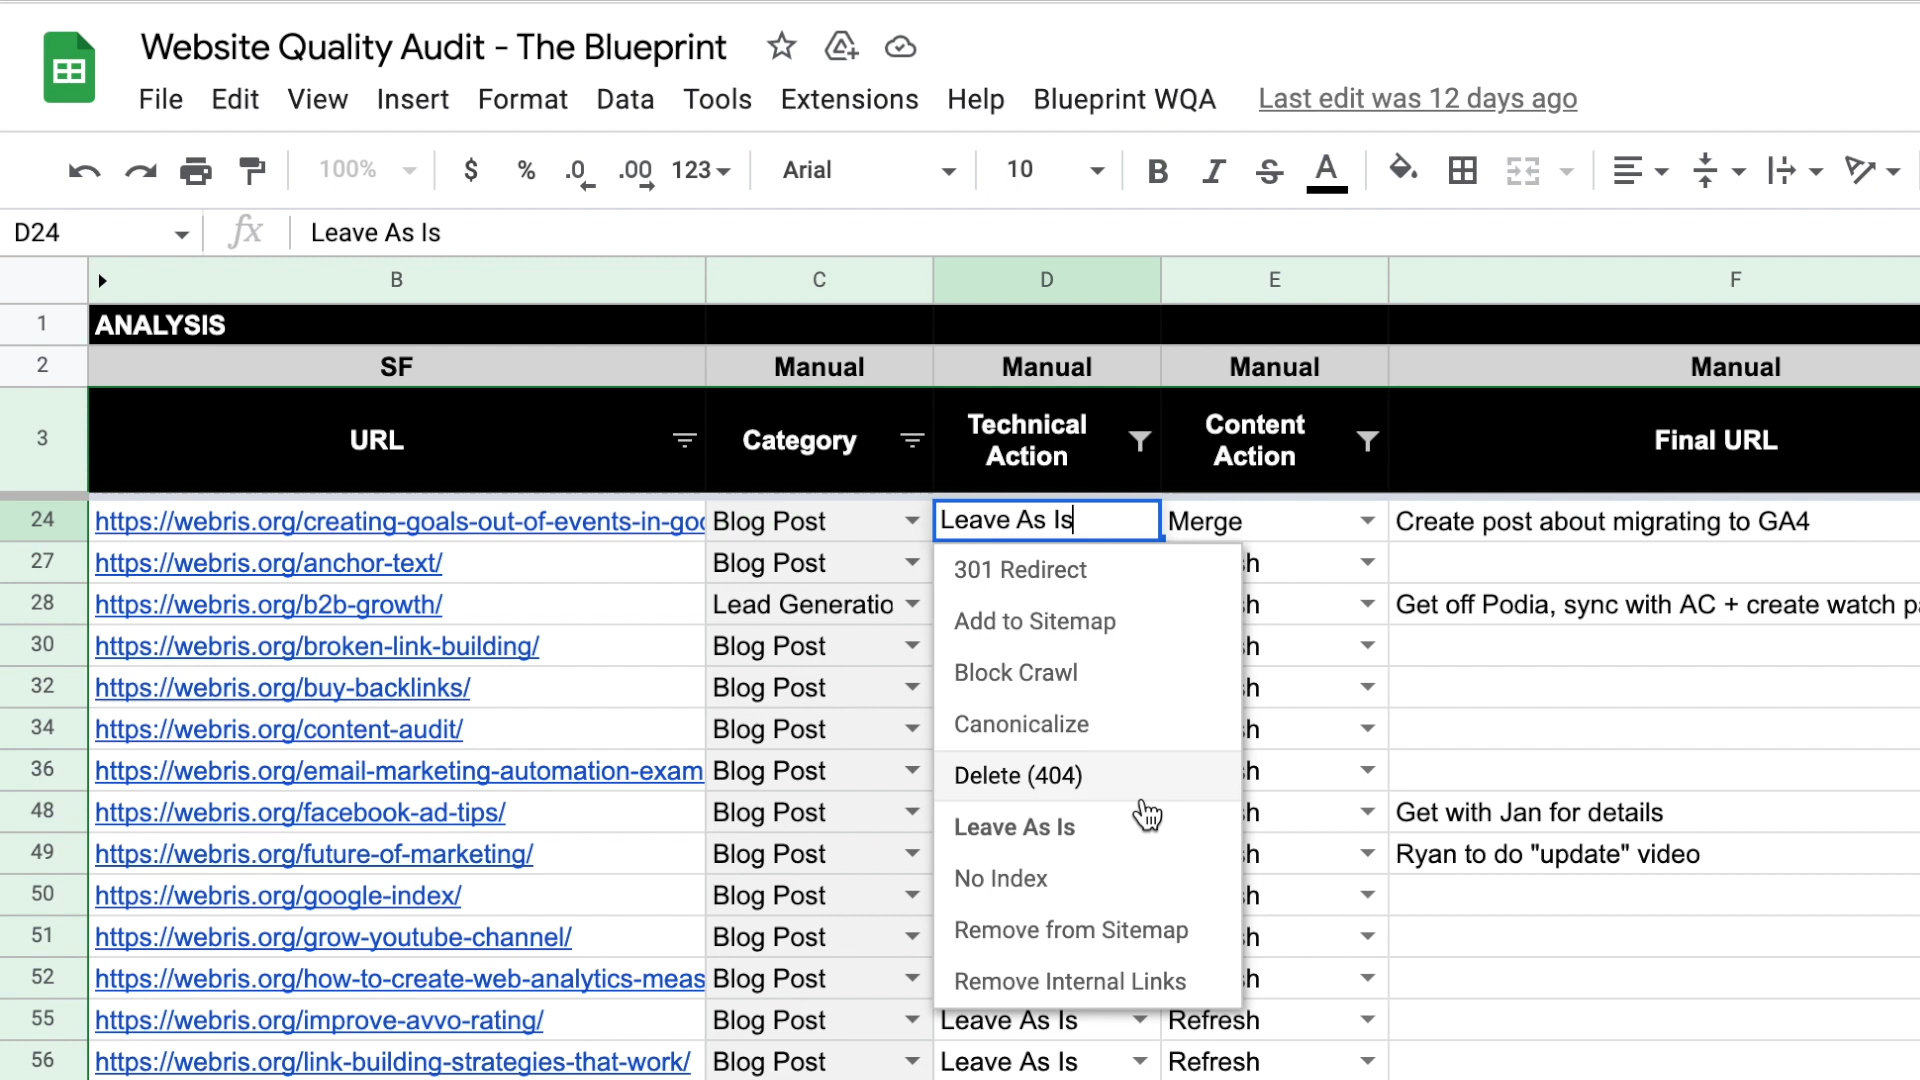 Website Quality Audit - The Blueprint
File Edit View Insert Format Data Tools Extensions Help Blueprint WQA Last edit was 12 days ago
100% $ % .0 .00 123 Arial 10 B I S A
D24 fx Leave As Is
B C D E F
1 ANALYSIS
2 SF Manual Manual Manual Manual
3 URL Category Technical Action Content Action Final URL
24 https://webris.org/creating-goals-out-of-events-in-goo Blog Post Leave As Is Merge Create post about migrating to GA4
27 https://webris.org/anchor-text/ Blog Post h
28 https://webris.org/b2b-growth/ Lead Generatio h Get off Podia, sync with AC + create watch pa
30 https://webris.org/broken-link-building/ Blog Post h
32 https://webris.org/buy-backlinks/ Blog Post h
34 https://webris.org/content-audit/ Blog Post h
36 https://webris.org/email-marketing-automation-exam Blog Post h
48 https://webris.org/facebook-ad-tips/ Blog Post h Get with Jan for details
49 https://webris.org/future-of-marketing/ Blog Post h Ryan to do "update" video
50 https://webris.org/google-index/ Blog Post h
51 https://webris.org/grow-youtube-channel/ Blog Post h
52 https://webris.org/how-to-create-web-analytics-meas Blog Post h
55 https://webris.org/improve-avvo-rating/ Blog Post Leave As Is Refresh
56 https://webris.org/link-building-strategies-that-work/ Blog Post Leave As Is Refresh
301 Redirect
Add to Sitemap
Block Crawl
Canonicalize
Delete (404)
Leave As Is
No Index
Remove from Sitemap
Remove Internal Links